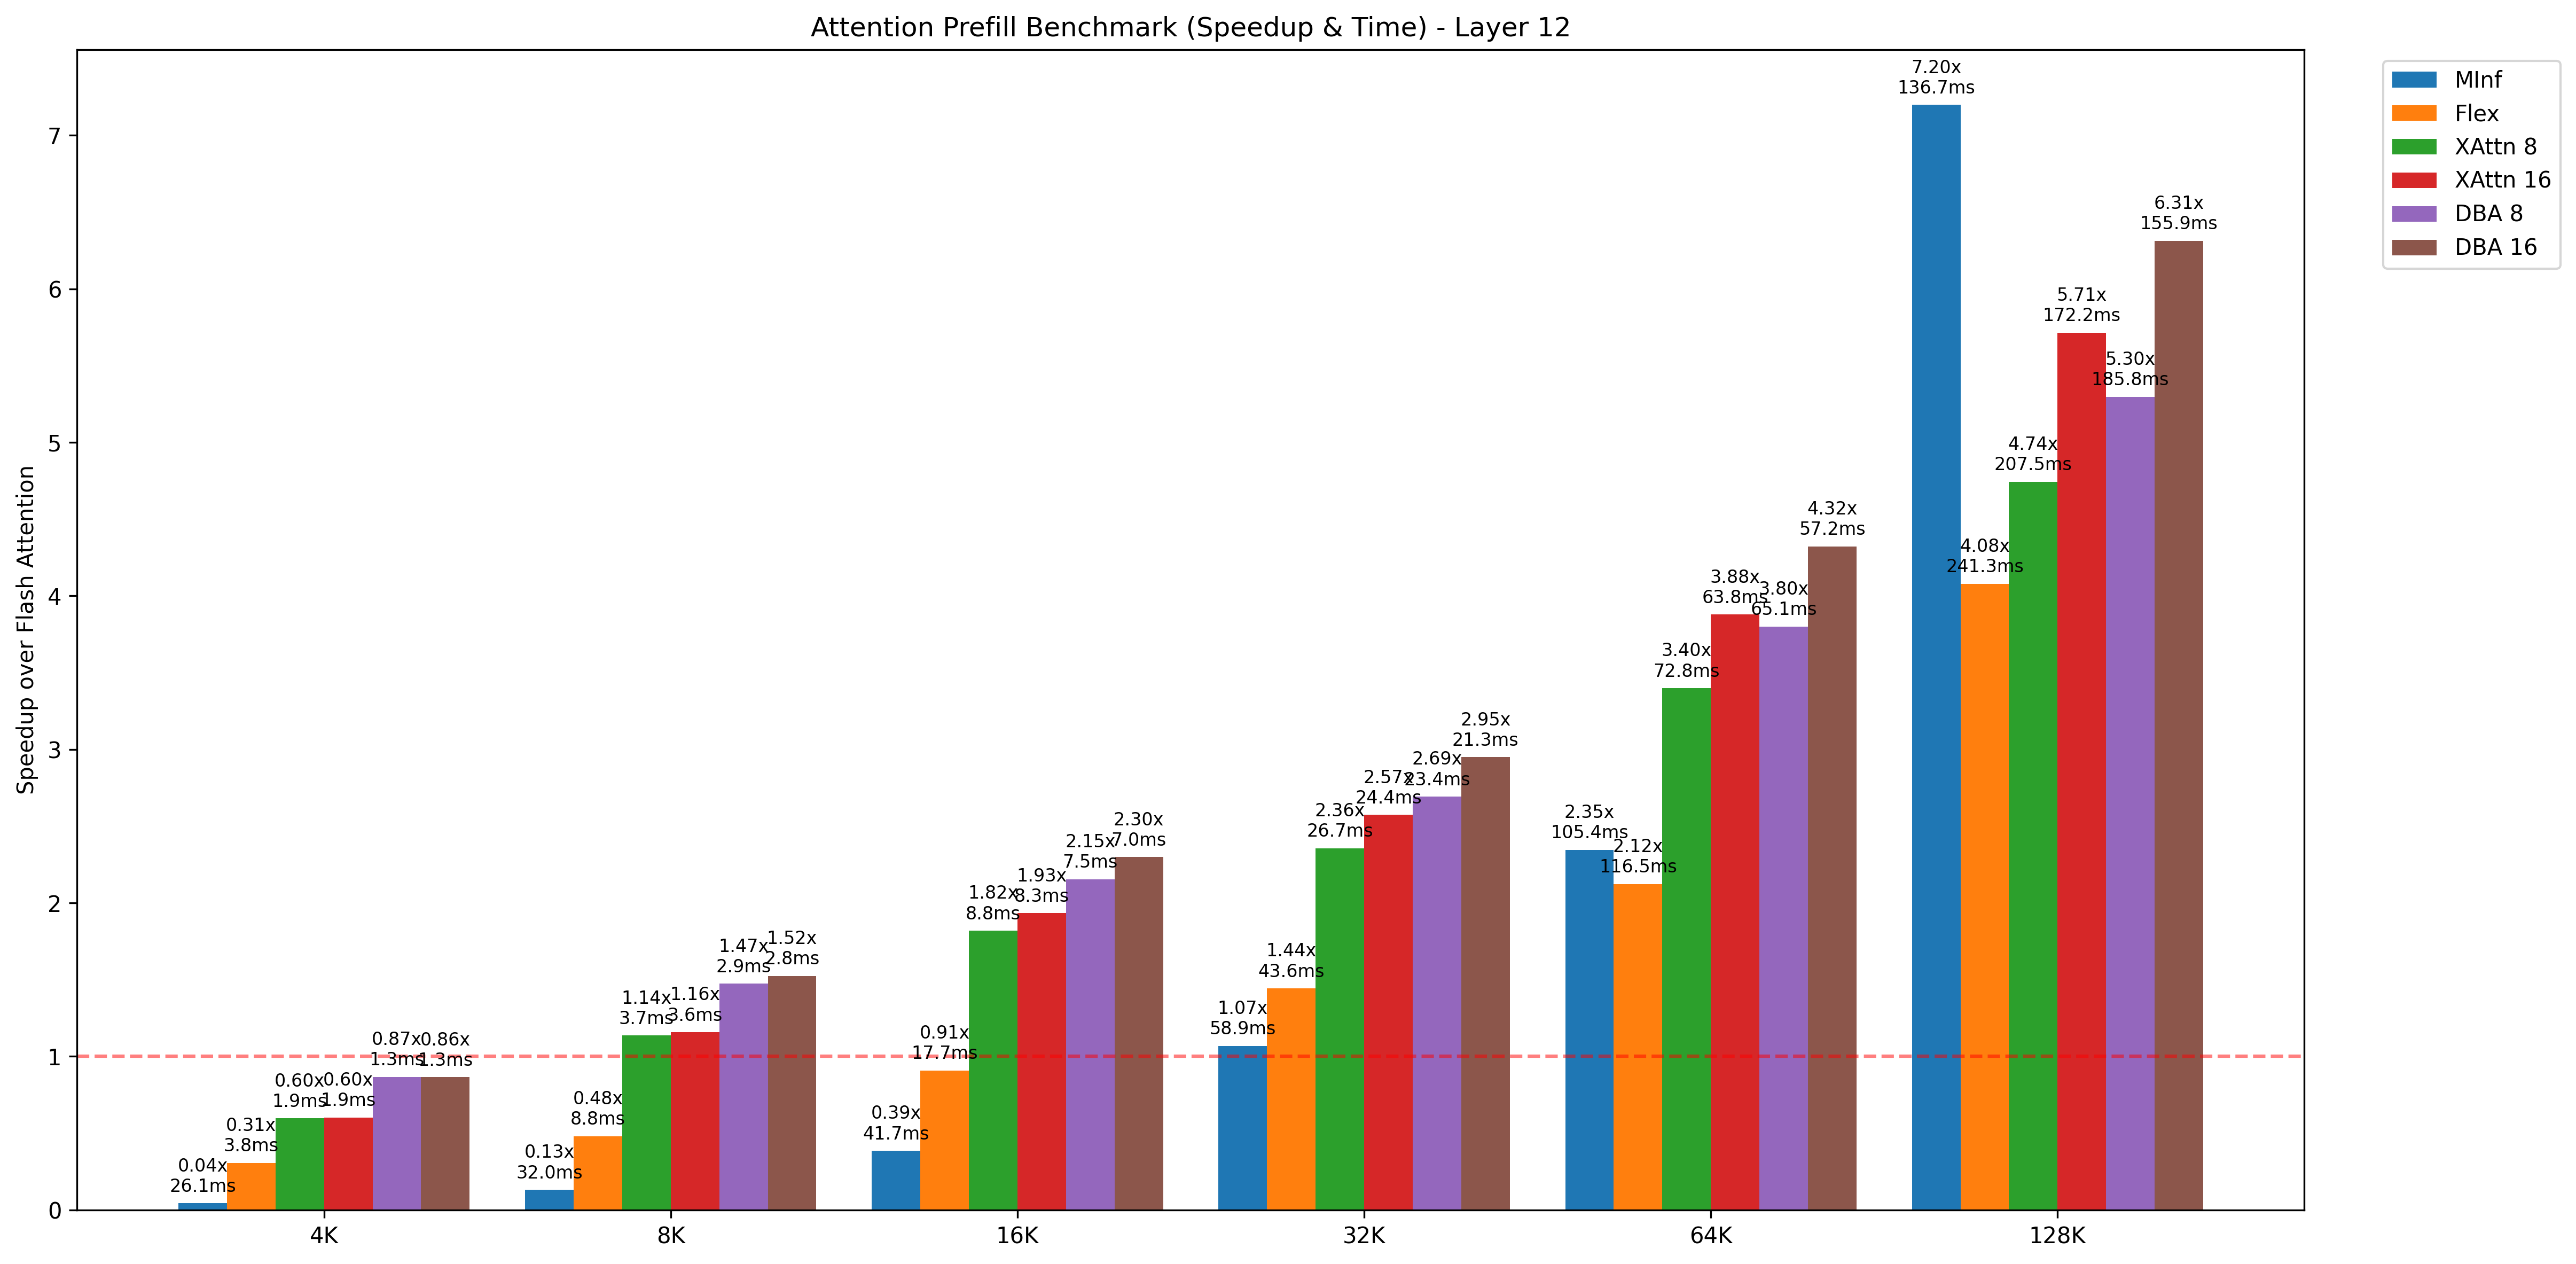 Attention Prefill Benchmark (Speedup & Time) - Layer 12
Speedup over Flash Attention
7
6
5
4
3
2
1
0
0.04x
26.1ms
0.31x
3.8ms
0.60x
1.9ms
0.60x
1.9ms
0.87x
1.3ms
0.86x
1.3ms
0.13x
32.0ms
0.48x
8.8ms
1.14x
3.7ms
1.16x
3.6ms
1.47x
2.9ms
1.52x
2.8ms
0.39x
41.7ms
0.91x
17.7ms
1.82x
8.8ms
1.93x
8.3ms
2.15x
7.5ms
2.30x
7.0ms
1.07x
58.9ms
1.44x
43.6ms
2.36x
26.7ms
2.57x
24.4ms
2.69x
23.4ms
2.95x
21.3ms
2.35x
105.4ms
2.12x
116.5ms
3.40x
72.8ms
3.88x
63.8ms
3.80x
65.1ms
4.32x
57.2ms
7.20x
136.7ms
4.08x
241.3ms
4.74x
207.5ms
5.71x
172.2ms
5.30x
185.8ms
6.31x
155.9ms
4K
8K
16K
32K
64K
128K
MInf
Flex
XAttn 8
XAttn 16
DBA 8
DBA 16